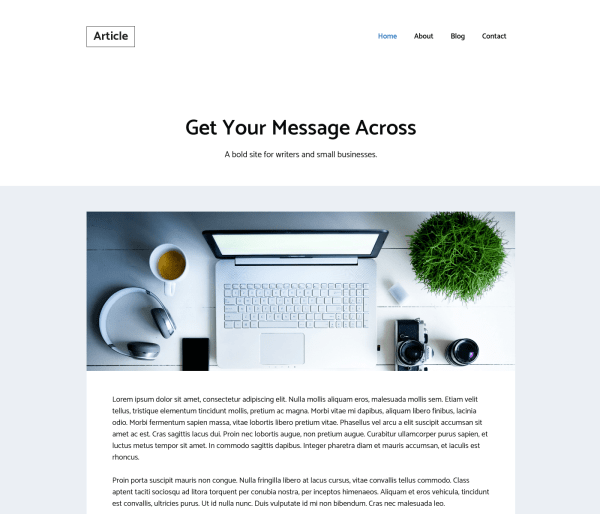 Article
Home About Blog Contact
Get Your Message Across
A bold site for writers and small businesses.
Lorem ipsum dolor sit amet, consectetur adipiscing elit. Nulla mollis aliquam eros, malesuada mollis sem. Etiam velit
tellus, tristique elementum tincidunt mollis, pretium ac magna. Morbi vitae mi dapibus, aliquam libero finibus, lacinia
odio. Morbi fermentum sapien massa, vitae lobortis libero pretium vitae. Phasellus vel arcu a elit suscipit accumsan sit
amet ac est. Cras sagittis lacus dui. Proin nec lobortis augue, non pretium augue. Curabitur ullamcorper purus sapien, et
luctus metus tempor sit amet. In commodo sagittis dapibus. Integer pharetra diam et mauris accumsan, et iaculis est
rhoncus.
Proin porta suscipit mauris non congue. Nulla fringilla libero at lacus cursus, vitae convallis tellus commodo. Class
aptent taciti sociosqu ad litora torquent per conubia nostra, per inceptos himenaeos. Aliquam et eros vehicula, tincidunt
est convallis, ultricies purus. Ut id nulla nunc. Duis vulputate id mi non bibendum. Cras nec malesuada leo.